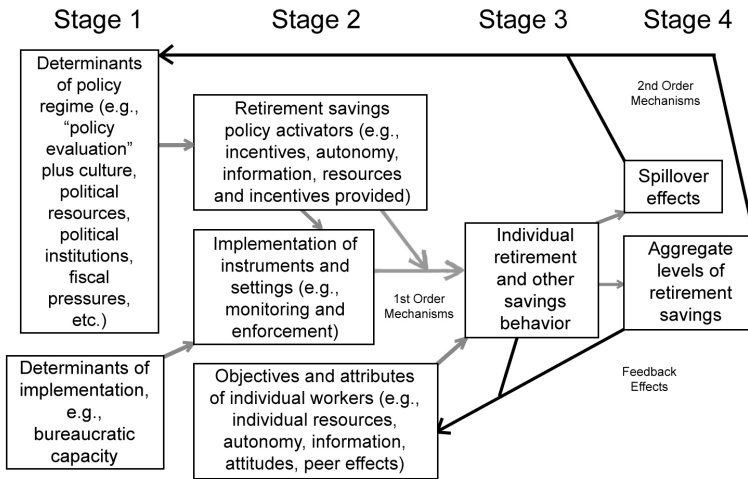 Stage 1
Stage 2
Stage 3
Stage 4
Determinants
of policy
regime (e.g.,
“policy
evaluation”
plus culture,
political
resources,
political
institutions,
fiscal
pressures,
etc.)
Determinants of
implementation,
e.g.,
bureaucratic
capacity
Retirement savings
policy activators (e.g.,
incentives, autonomy,
information, resources
and incentives provided)
Implementation of
instruments and
settings (e.g.,
monitoring and
enforcement)
Objectives and attributes
of individual workers (e.g.,
individual resources,
autonomy, information,
attitudes, peer effects)
1st Order
Mechanisms
Individual
retirement
and other
savings
behavior
2nd Order
Mechanisms
Spillover
effects
Aggregate
levels of
retirement
savings
Feedback
Effects